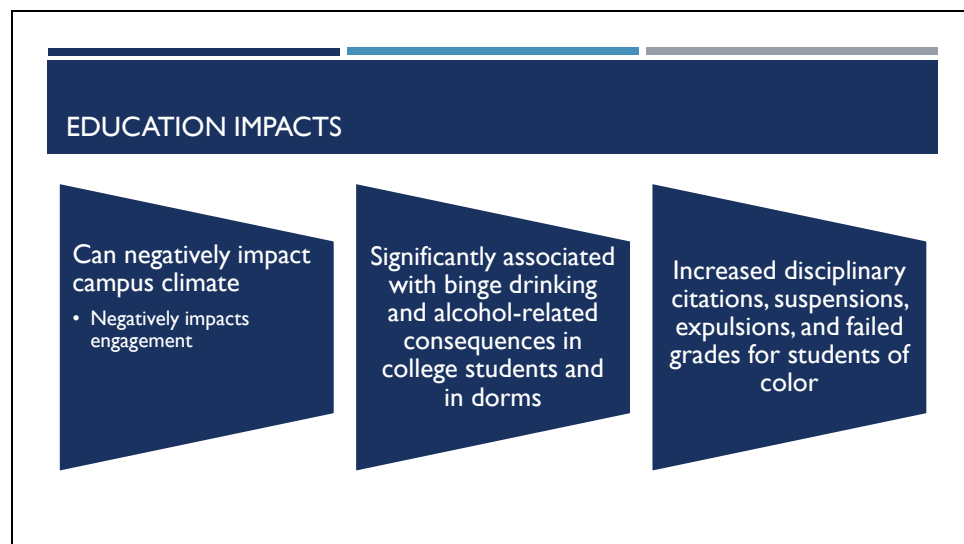 EDUCATION IMPACTS
Can negatively impact
campus climate
• Negatively impacts
engagement
Significantly associated
with binge drinking
and alcohol-related
consequences in
college students and
in dorms
Increased disciplinary
citations, suspensions,
expulsions, and failed
grades for students of
color